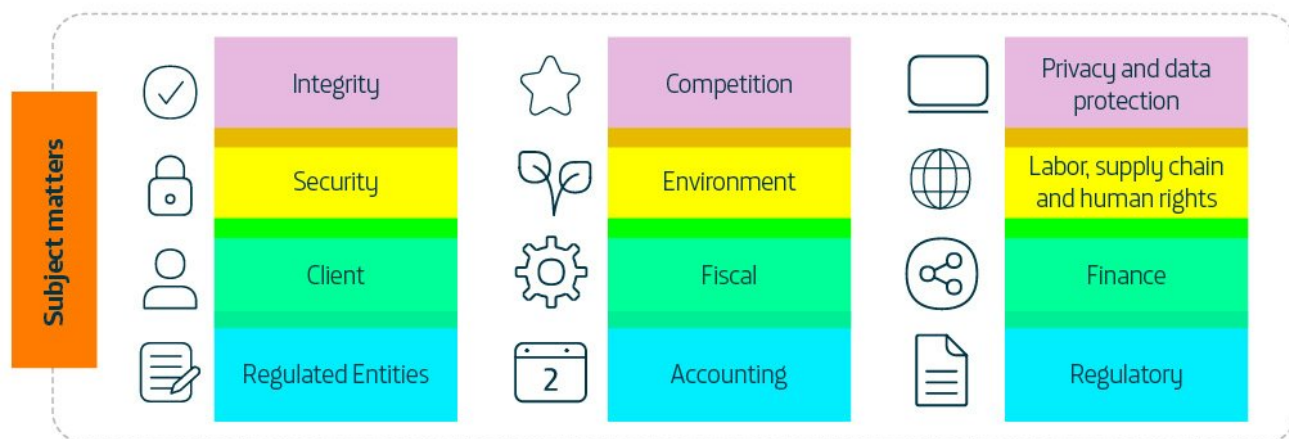 Subject matters
Integrity
Competition
Privacy and data
protection
Security
Environment
Labor, supply chain
and human rights
Client
Fiscal
Finance
Regulated Entities
2
Accounting
Regulatory